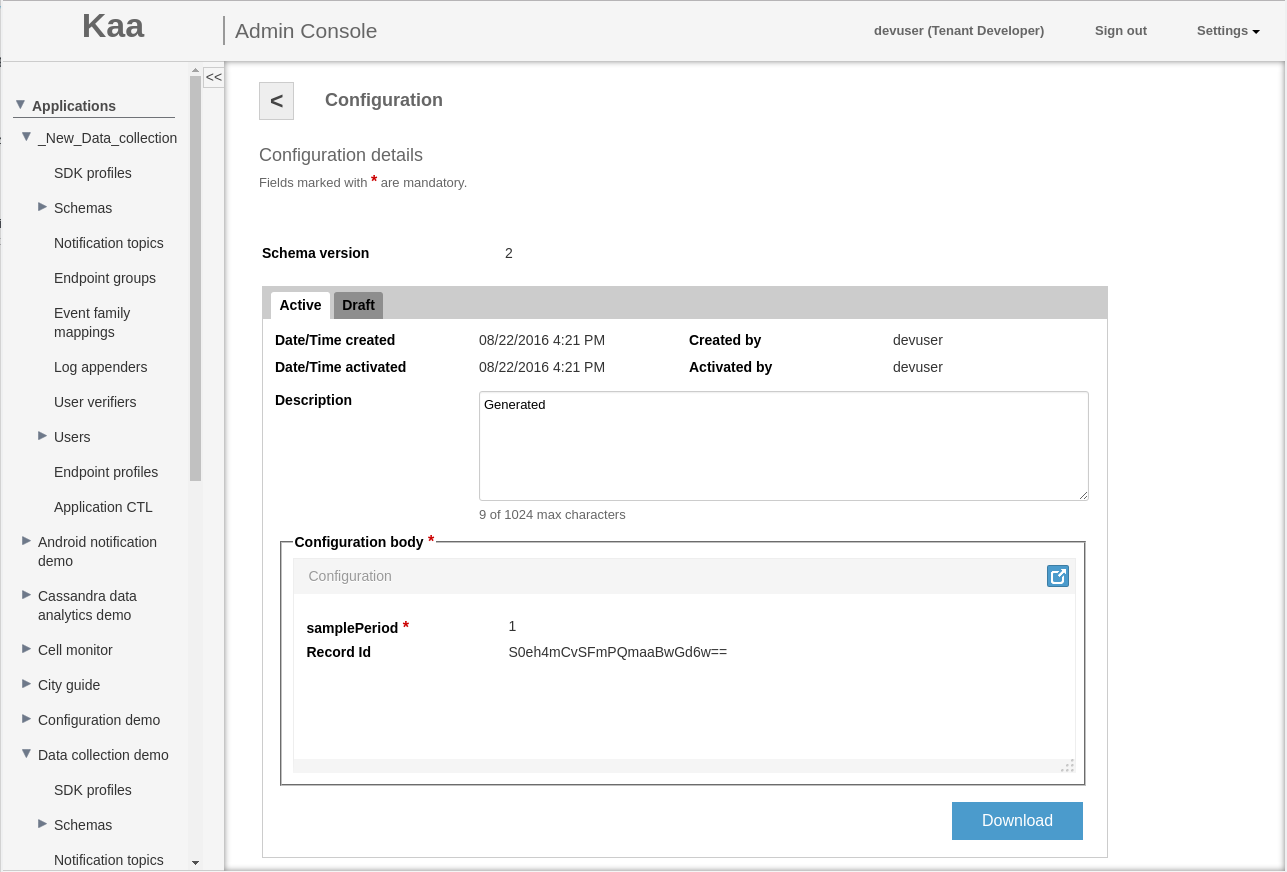 Kaa
Admin Console
devuser (Tenant Developer)
Sign out
Settings
<<
Applications
_New_Data_collection
SDK profiles
Schemas
Notification topics
Endpoint groups
Event family
mappings
Log appenders
User verifiers
Users
Endpoint profiles
Application CTL
Android notification
demo
Cassandra data
analytics demo
Cell monitor
City guide
Configuration demo
Data collection demo
SDK profiles
Schemas
Notification topics
< Configuration
Configuration details
Fields marked with * are mandatory.
Schema version 2
Active Draft
Date/Time created 08/22/2016 4:21 PM Created by devuser
Date/Time activated 08/22/2016 4:21 PM Activated by devuser
Description Generated
9 of 1024 max characters
Configuration body *
Configuration
samplePeriod * 1
Record Id S0eh4mCvSFmPQmaaBwGd6w==
Download